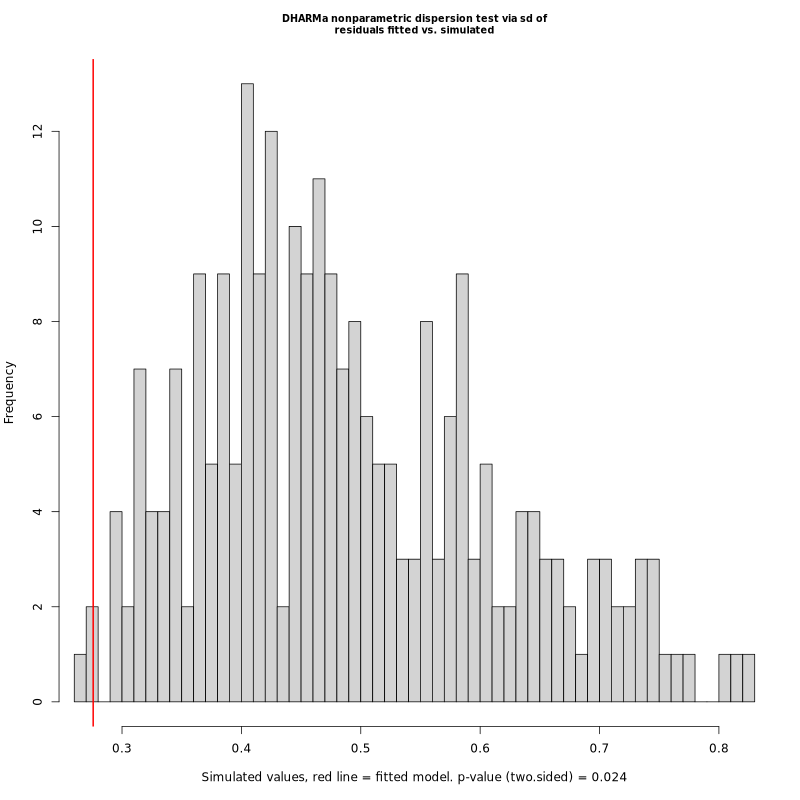 DHARMa nonparametric dispersion test via sd of
residuals fitted vs. simulated
12
10
8
6
4
2
0
Frequency
0.3 0.4 0.5 0.6 0.7 0.8
Simulated values, red line = fitted model. p-value (two.sided) = 0.024